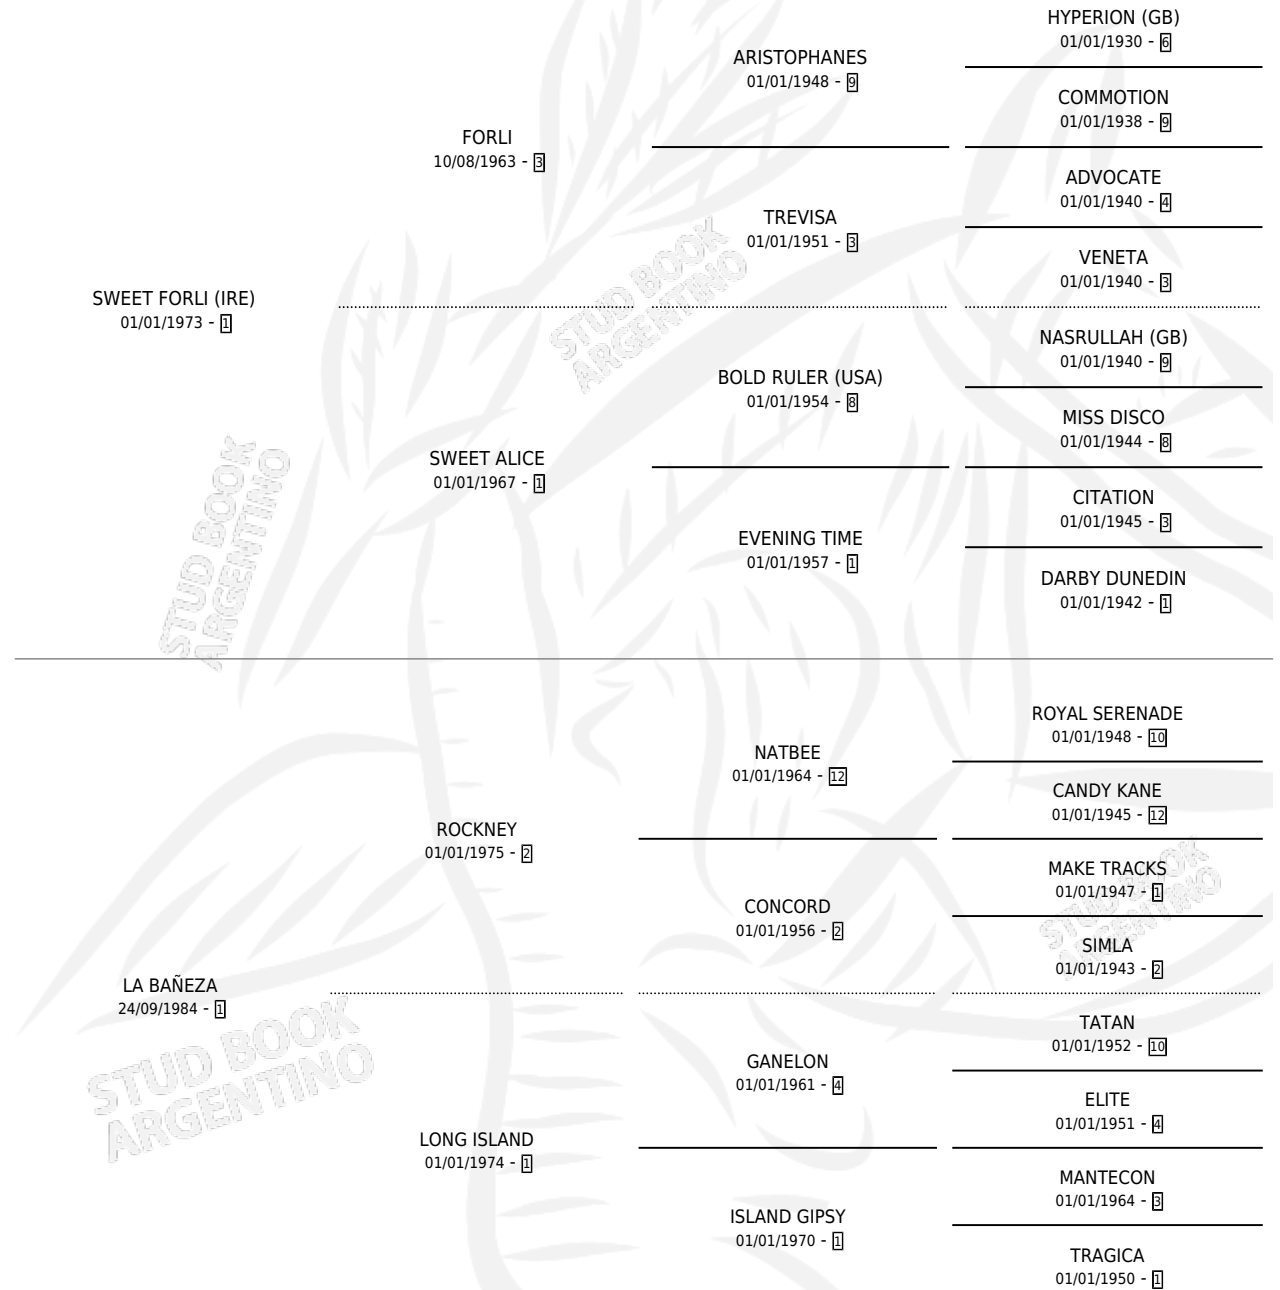 HYPERION (GB)
01/01/1930 - 6
ARISTOPHANES
01/01/1948 - 9
COMMOTION
01/01/1938 - 9
FORLI
10/08/1963 - 3
ADVOCATE
01/01/1940 - 4
TREVISA
01/01/1951 - 3
VENETA
01/01/1940 - 3
SWEET FORLI (IRE)
01/01/1973 - 1
NASRULLAH (GB)
01/01/1940 - 9
BOLD RULER (USA)
01/01/1954 - 8
MISS DISCO
01/01/1944 - 8
SWEET ALICE
01/01/1967 - 1
CITATION
01/01/1945 - 3
EVENING TIME
01/01/1957 - 1
DARBY DUNEDIN
01/01/1942 - 1
ROYAL SERENADE
01/01/1948 - 10
NATBEE
01/01/1964 - 12
CANDY KANE
01/01/1945 - 12
ROCKNEY
01/01/1975 - 2
MAKE TRACKS
01/01/1947 - 1
CONCORD
01/01/1956 - 2
SIMLA
01/01/1943 - 2
LA BAÑEZA
24/09/1984 - 1
TATAN
01/01/1952 - 10
GANELON
01/01/1961 - 4
ELITE
01/01/1951 - 4
LONG ISLAND
01/01/1974 - 1
MANTECON
01/01/1964 - 3
ISLAND GIPSY
01/01/1970 - 1
TRAGICA
01/01/1950 - 1
STUD BOOK
ARGENTINO
STUD BOOK
ARGENTINO
STUD BOOK
ARGENTINO
STUD BOOK
ARGENTINO